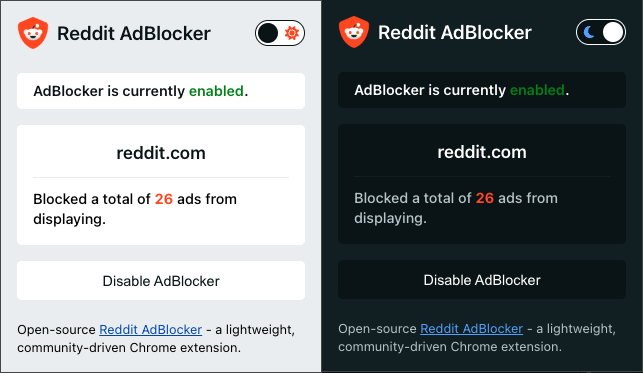 Reddit AdBlocker
AdBlocker is currently enabled.
reddit.com
Blocked a total of 26 ads from
displaying.
Disable AdBlocker
Open-source Reddit AdBlocker - a lightweight,
community-driven Chrome extension.
Reddit AdBlocker
AdBlocker is currently enabled.
reddit.com
Blocked a total of 26 ads from
displaying.
Disable AdBlocker
Open-source Reddit AdBlocker - a lightweight,
community-driven Chrome extension.